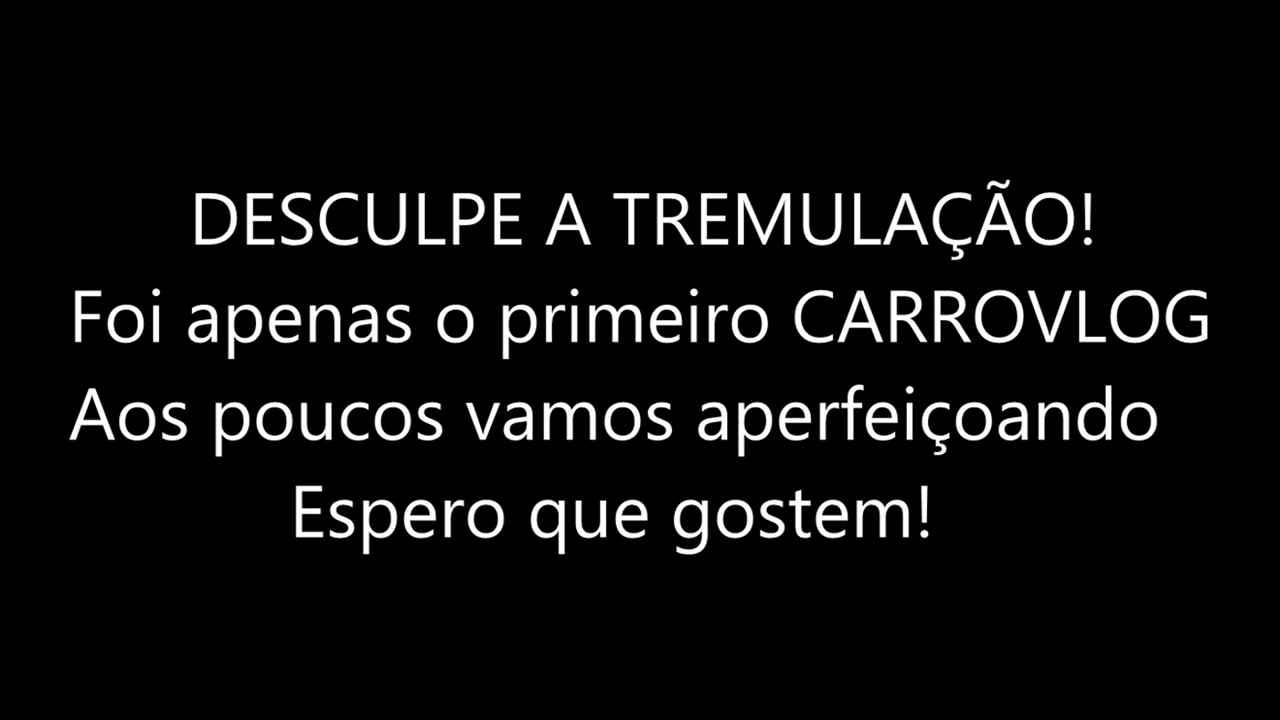 DESCULPE A TREMULAÇÃO!
Foi apenas o primeiro CARROVLOG
Aos poucos vamos aperfeiçoando
Espero que gostem!